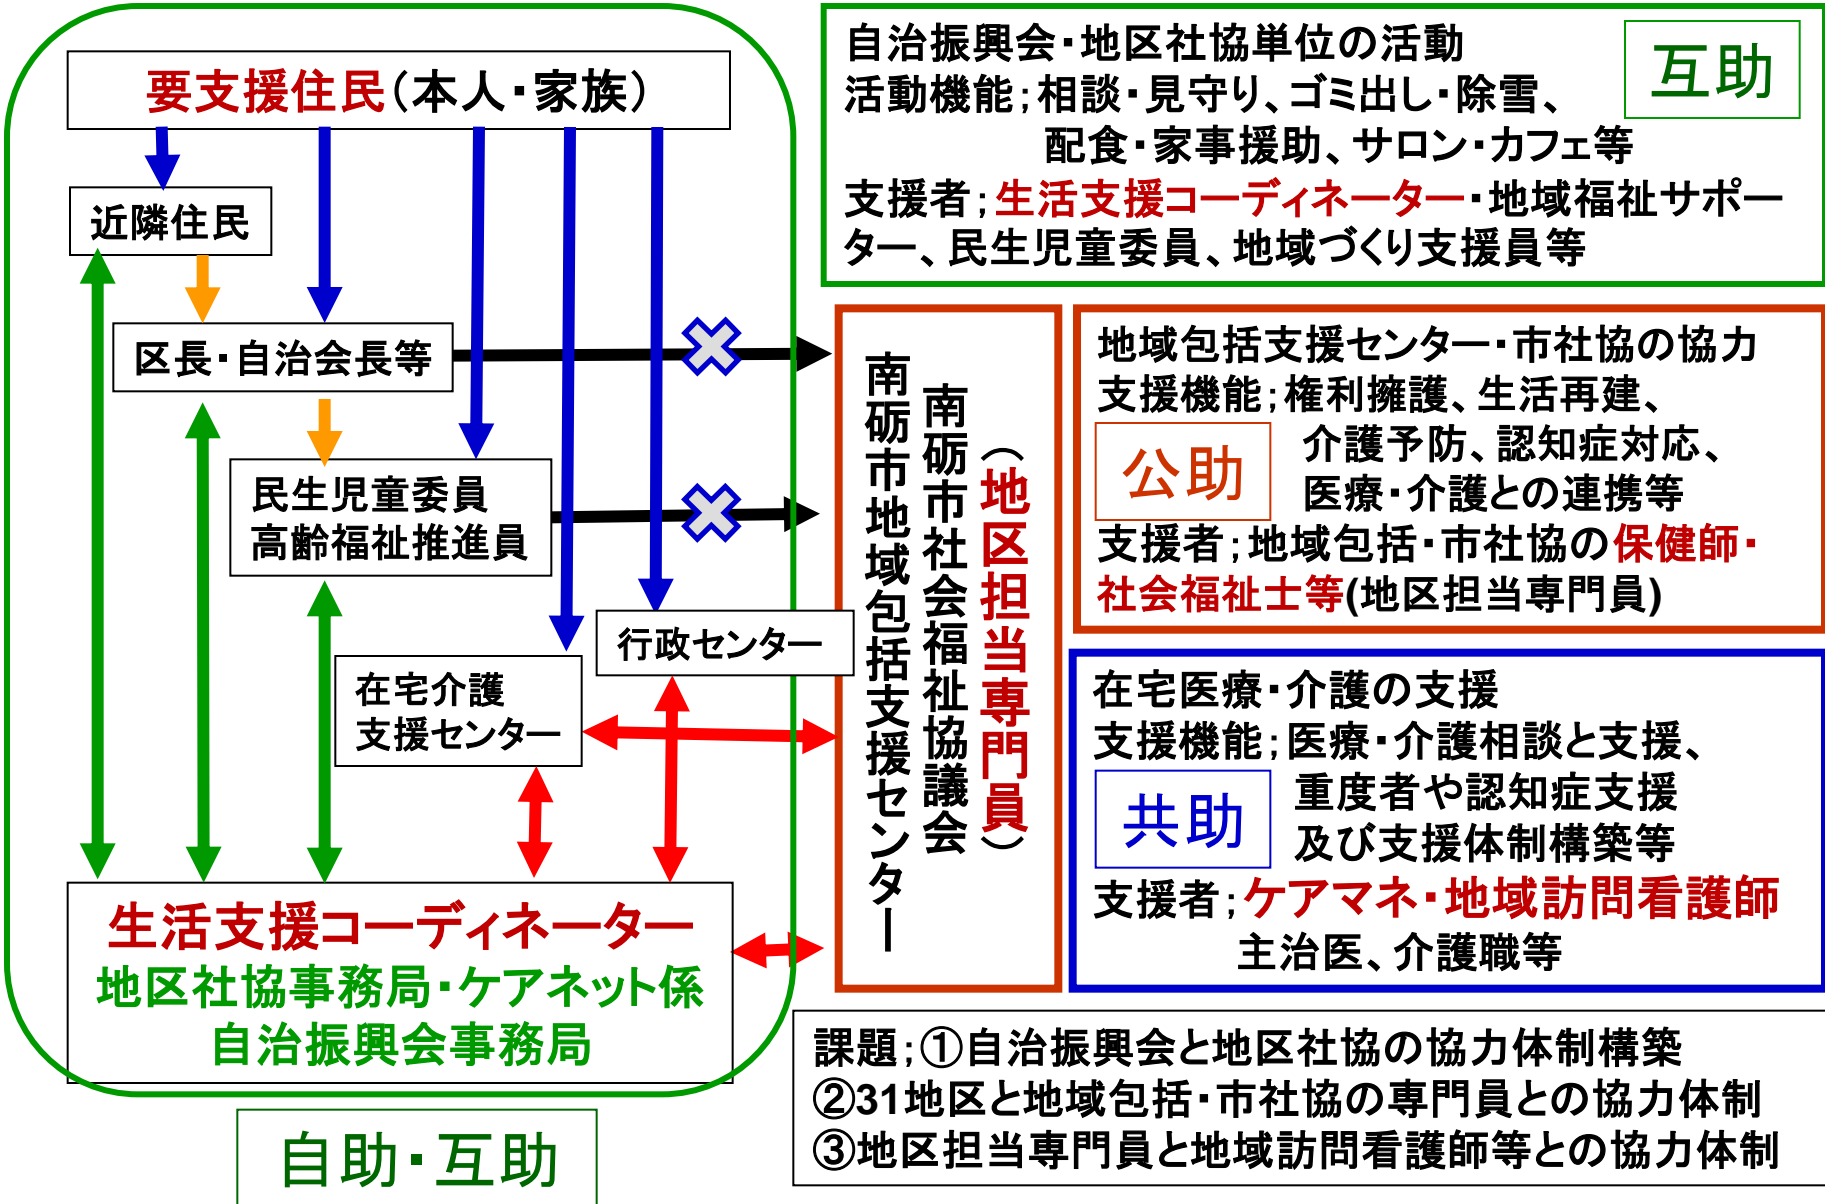 要支援住民(本人・家族)
近隣住民
区長・自治会長等
民生児童委員
高齢福祉推進員
行政センター
在宅介護
支援センター
生活支援コーディネーター
地区社協事務局・ケアネット係
自治振興会事務局
自助・互助
自治振興会・地区社協単位の活動
互助
活動機能;相談・見守り、ゴミ出し・除雪、
配食・家事援助、サロン・カフェ等
支援者;生活支援コーディネーター・地域福祉サポー
ター、民生児童委員、地域づくり支援員等
南砺市地域包括支援センター
南砺市社会福祉協議会
(地区担当専門員)
地域包括支援センター・市社協の協力
支援機能;権利擁護、生活再建、
公助
介護予防、認知症対応、
医療・介護との連携等
支援者;地域包括・市社協の保健師・
社会福祉士等(地区担当専門員)
在宅医療・介護の支援
支援機能;医療・介護相談と支援、
共助
重度者や認知症支援
及び支援体制構築等
支援者;ケアマネ・地域訪問看護師
主治医、介護職等
課題;①自治振興会と地区社協の協力体制構築
②31地区と地域包括・市社協の専門員との協力体制
③地区担当専門員と地域訪問看護師等との協力体制